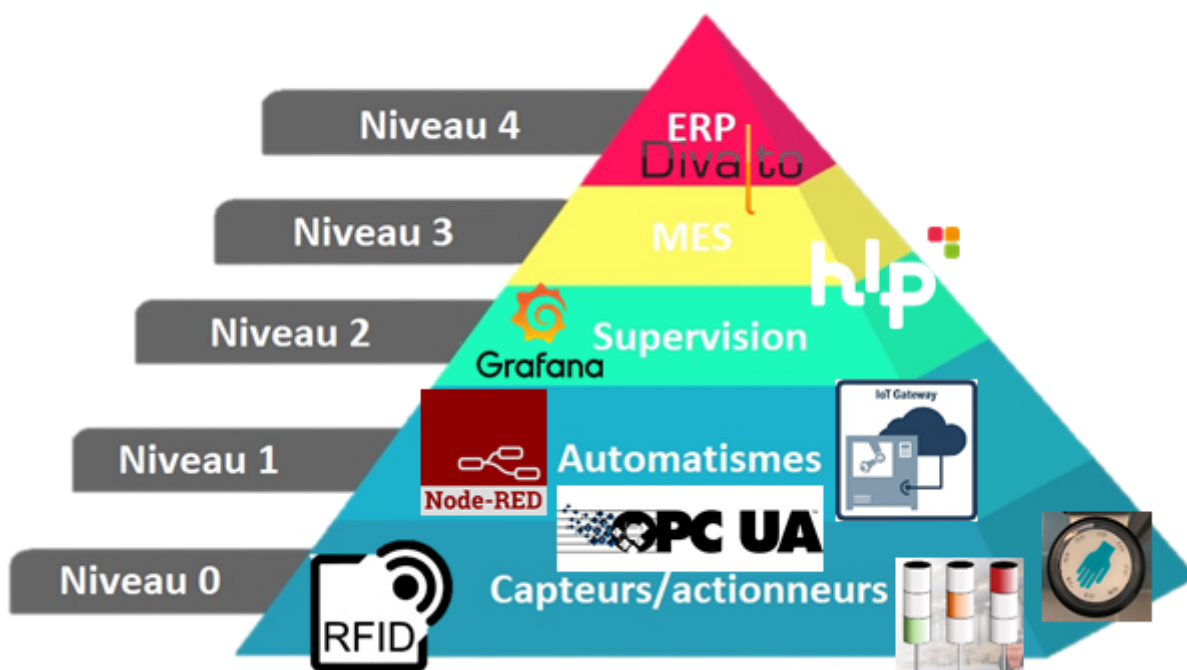 Niveau 4
ERP
Divalto
Niveau 3
MES
hlp
Niveau 2
Grafana
Supervision
IoT Gateway
Niveau 1
Node-RED
Automatismes
OPC UA
Niveau 0
RFID
Capteurs/actionneurs